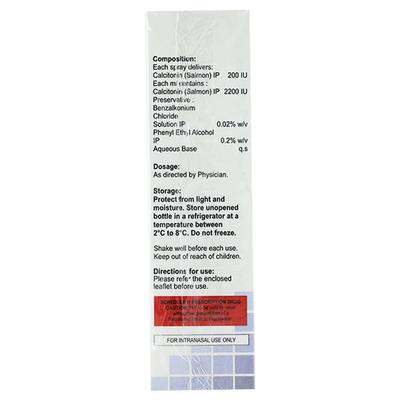 Composition:
Each spray delivers:
Calcitonin (Salmon) IP 200 IU
Each ml contains :
Calcitonin (Salmon) IP 2200 IU
Preservative :
Benzalkonium
Chloride
Solution IP 0.02% w/v
Phenyl Ethyl Alcohol
IP 0.2% w/v
Aqueous Base q.s
Dosage:
As directed by Physician.
Storage:
Protect from light and
moisture. Store unopened
bottle in a refrigerator at a
temperature between
2°C to 8°C. Do not freeze.
Shake well before each use.
Keep out of reach of children.
Directions for use:
Please refer the enclosed
leaflet before use.
SCHEDULE H PRESCRIPTION DRUG
FOR INTRANASAL USE ONLY